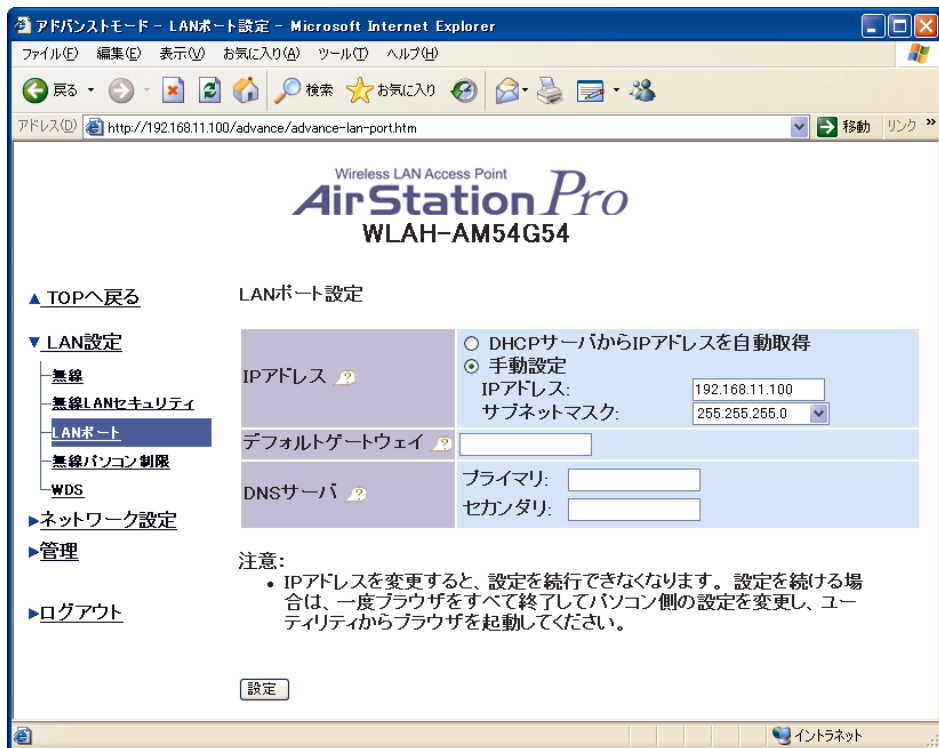 アドバンストモード - LANポート設定 - Microsoft Internet Explorer
ファイル(F) 編集(E) 表示(V) お気に入り(A) ツール(T) ヘルプ(H)
戻る 検索 お気に入り
アドレス(D) http://192.168.11.100/advance/advance-lan-port.htm 移動 リンク »
Wireless LAN Access Point
AirStation Pro
WLAH-AM54G54
▲ TOPへ戻る
▼ LAN設定
無線
無線LANセキュリティ
LANポート
無線パソコン制限
WDS
▶ネットワーク設定
▶管理
▶ログアウト
LANポート設定
IPアドレス ?
DHCPサーバからIPアドレスを自動取得
手動設定
IPアドレス: 192.168.11.100
サブネットマスク: 255.255.255.0
デフォルトゲートウェイ ?
DNSサーバ ?
プライマリ:
セカンダリ:
注意:
• IPアドレスを変更すると、設定を続行できなくなります。設定を続ける場
合は、一度ブラウザをすべて終了してパソコン側の設定を変更し、ユー
ティリティからブラウザを起動してください。
設定
イントラネット